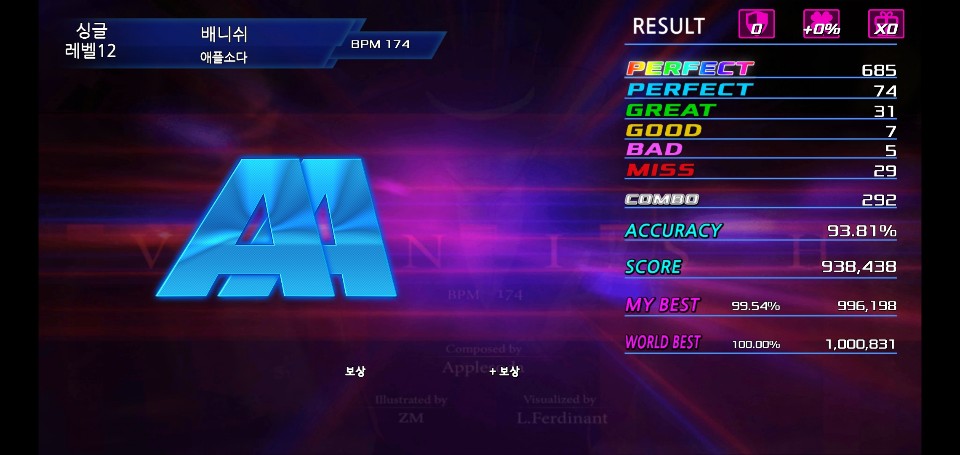 싱글
레벨12
배니쉬
애플소다
BPM 174
RESULT
0
+0%
X0
PERFECT 685
PERFECT 74
GREAT 31
GOOD 7
BAD 5
MISS 29
COMBO 292
ACCURACY 93.81%
SCORE 938,438
MY BEST 99.54% 996,198
WORLD BEST 100.00% 1,000,831
AA
BPM 174
보상
+ 보상
Composed by
Illustrated by
ZM
Visualized by
L.Ferdinant